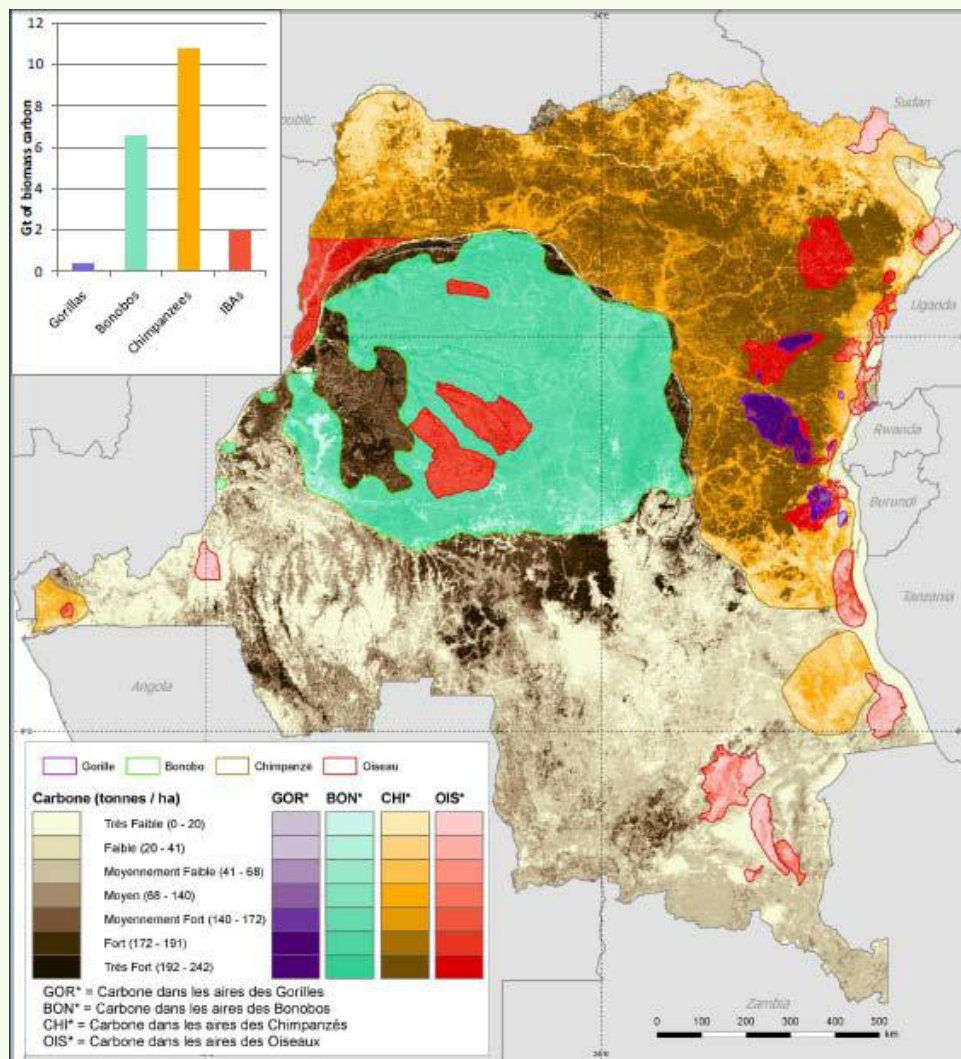 12
10
8
6
4
2
0
Gt of biomass carbon
Gorillas
Bonobos
Chimpanzees
IBAs
public
Sudan
Uganda
Rwanda
Burundi
Tanzania
Angola
Zambia
Gorille Bonobo Chimpanzé Oiseau
Carbone (tonnes / ha) GOR* BON* CHI* OIS*
Trés Faible (0 - 20)
Faible (20 - 41)
Moyennement Faible (41 - 68)
Moyen (68 - 140)
Moyennement Fort (140 - 172)
Fort (172 - 191)
Trés Fort (192 - 242)
GOR* = Carbone dans les aires des Gorilles
BON* = Carbone dans les aires des Bonobos
CHI* = Carbone dans les aires des Chimpanzés
OIS* = Carbone dans les aires des Oiseaux
0 100 200 300 400 500
km